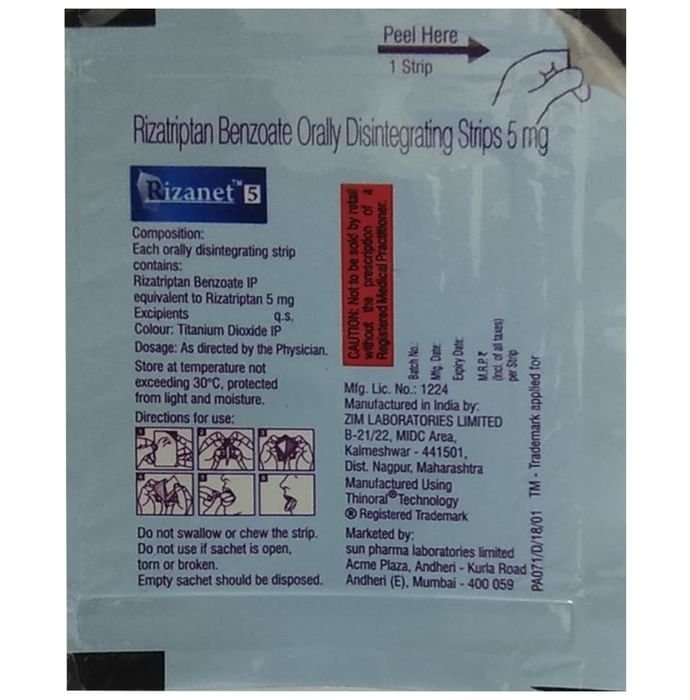 Peel Here
1 Strip
Rizatriptan Benzoate Orally Disintegrating Strips 5 mg
Rizanet™ 5
Composition:
Each orally disintegrating strip
contains:
Rizatriptan Benzoate IP
equivalent to Rizatriptan 5 mg
Excipients q.s.
Colour: Titanium Dioxide IP
Dosage: As directed by the Physician.
Store at temperature not
exceeding 30°C, protected
from light and moisture.
Directions for use:
1
2
3
4
5
6
Do not swallow or chew the strip.
Do not use if sachet is open,
torn or broken.
Empty sachet should be disposed.
CAUTION: Not to be sold by retail
without the prescription of a
Registered Medical Practitioner.
Batch No.:
Mfg. Date:
Expiry Date:
M.R.P. ₹
(Incl. of all taxes)
per Strip
Mfg. Lic. No.: 1224
Manufactured in India by:
ZIM LABORATORIES LIMITED
B-21/22, MIDC Area,
Kalmeshwar - 441501,
Dist. Nagpur, Maharashtra
Manufactured Using
Thinoral® Technology
® Registered Trademark
Marketed by:
sun pharma laboratories limited
Acme Plaza, Andheri - Kurla Road
Andheri (E), Mumbai - 400 059
PA071/D/18/01 TM - Trademark applied for